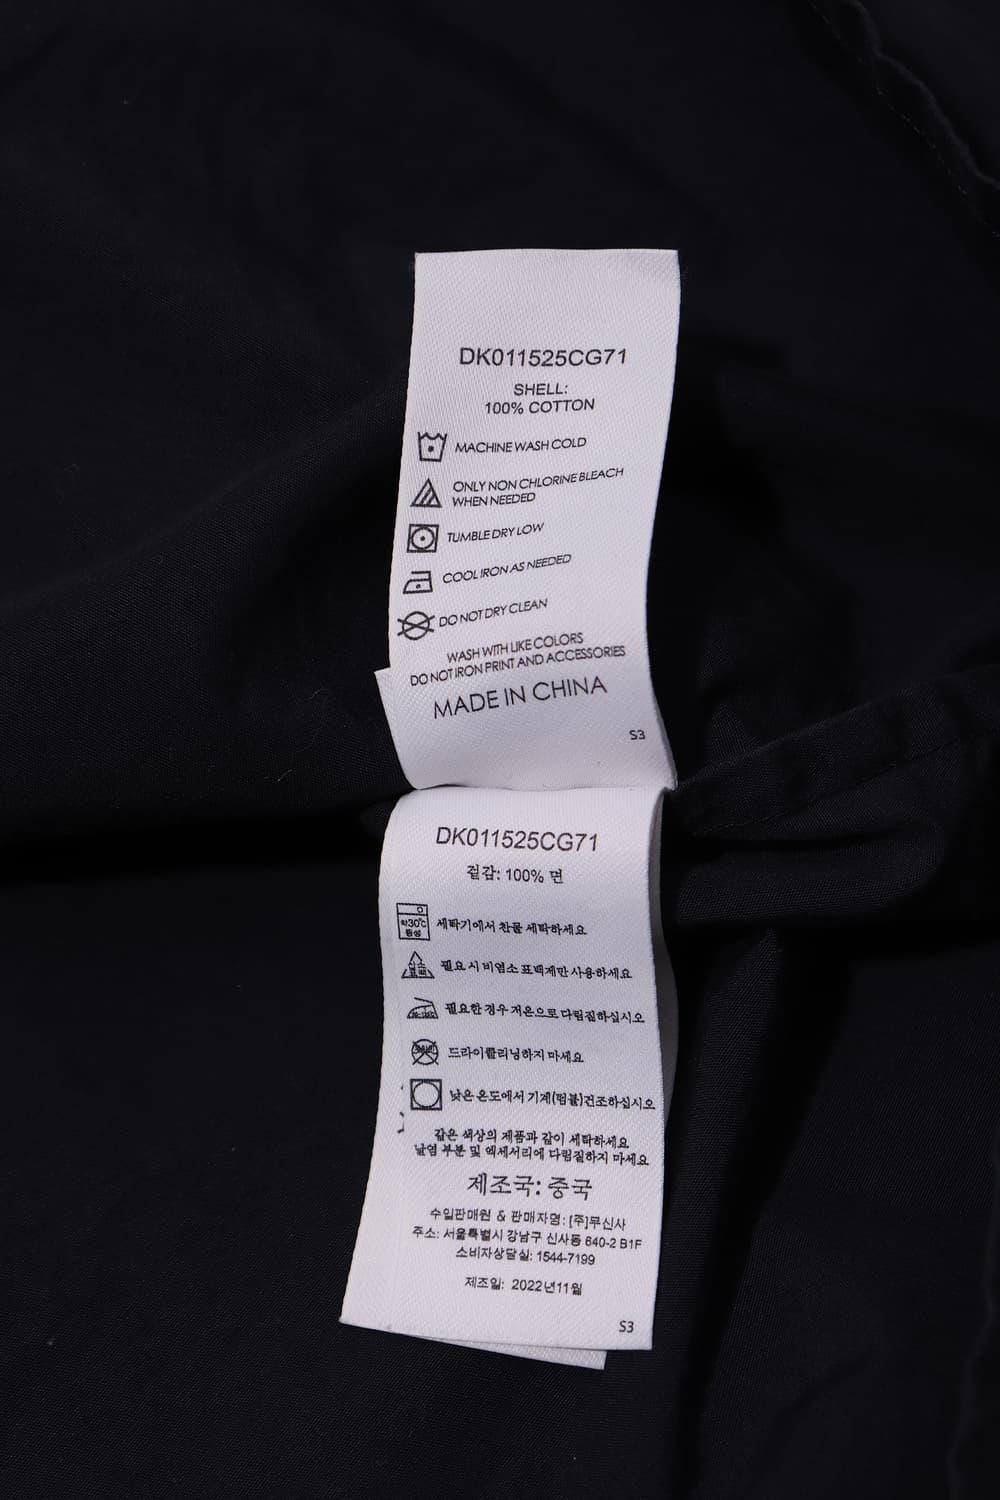 DK011525CG71
SHELL:
100% COTTON
MACHINE WASH COLD
ONLY NON CHLORINE BLEACH
WHEN NEEDED
TUMBLE DRY LOW
COOL IRON AS NEEDED
DO NOT DRY CLEAN
WASH WITH LIKE COLORS
DO NOT IRON PRINT AND ACCESSORIES
MADE IN CHINA
S3
DK011525CG71
겉감: 100% 면
약30℃
중성
세탁기에서 찬물 세탁하세요
필요 시 비염소 표백제만 사용하세요
필요한 경우 저온으로 다림질하십시오
드라이클리닝하지 마세요
낮은 온도에서 기계(텀블)건조하십시오
같은 색상의 제품과 같이 세탁하세요
날염 부분 및 액세서리에 다림질하지 마세요
제조국: 중국
수입판매원 & 판매자명: [주]무신사
주소: 서울특별시 강남구 신사동 640-2 B1F
소비자상담실: 1544-7199
제조일: 2022년11월
S3